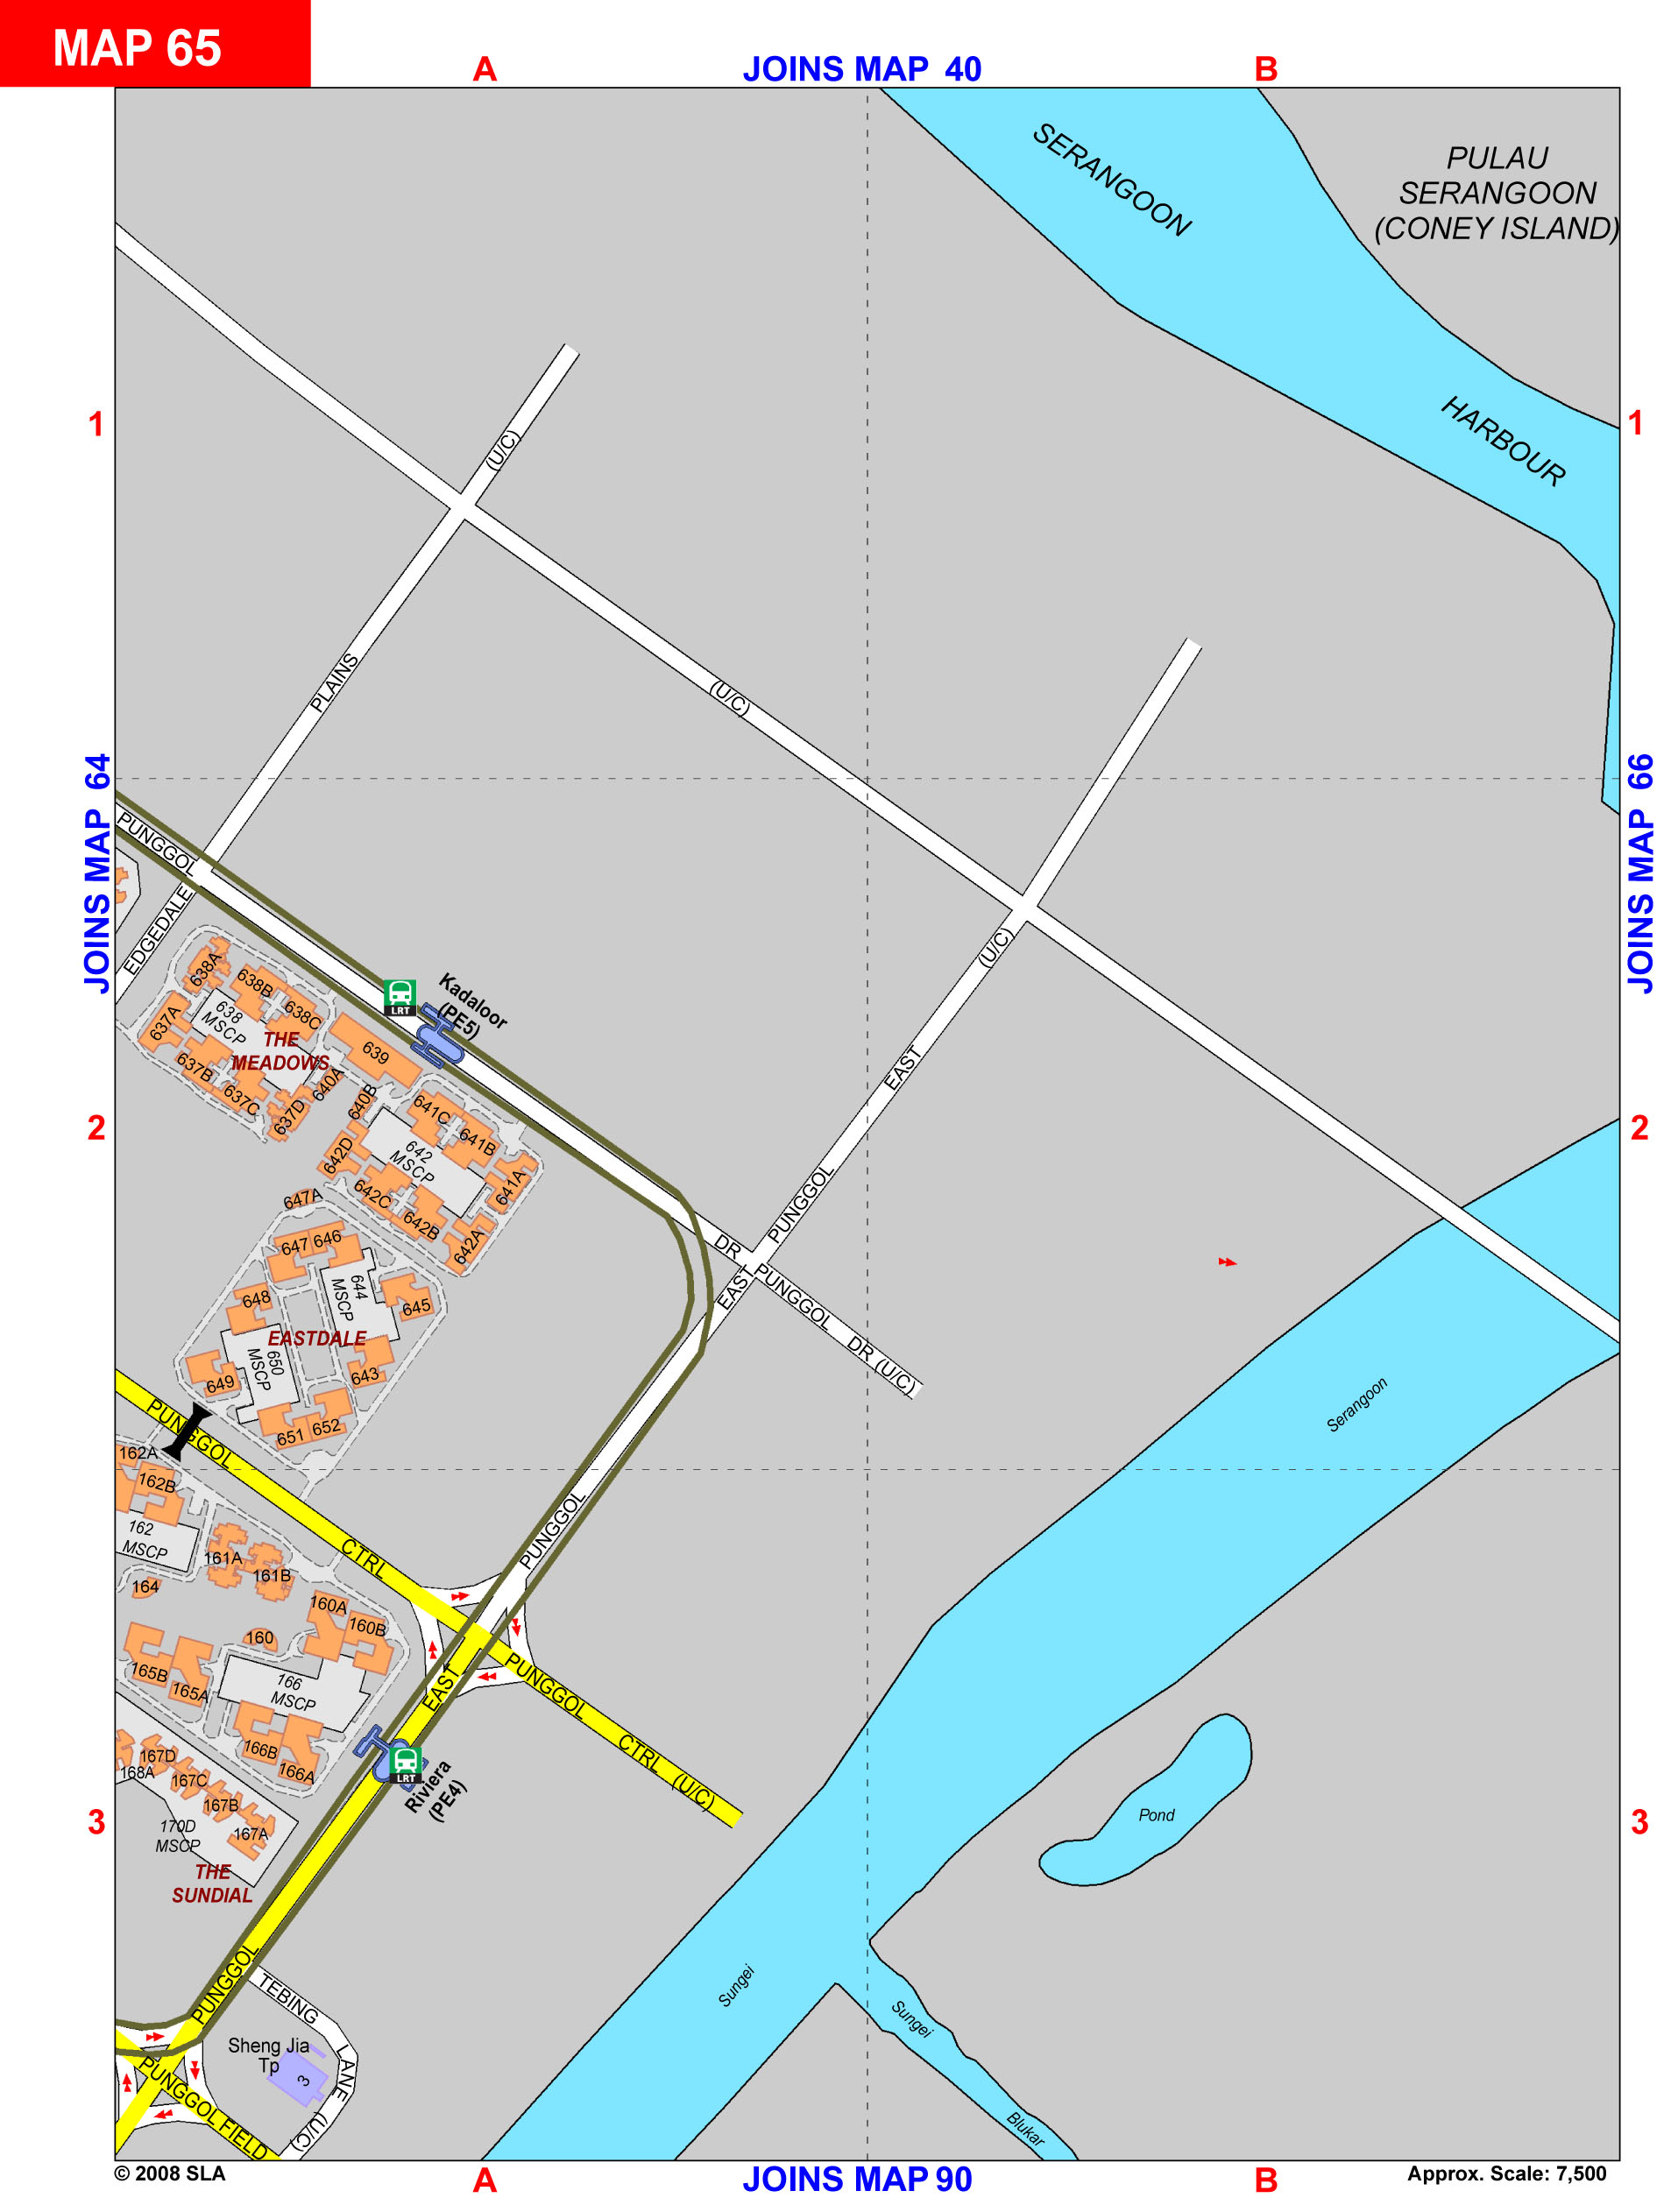 MAP 65
A
JOINS MAP 40
B
SERANGOON
HARBOUR
PULAU
SERANGOON
(CONEY ISLAND)
1
1
(U/C)
PLAINS
(U/C)
JOINS MAP 64
JOINS MAP 66
PUNGGOL
EDGEDALE
(U/C)
EAST
PUNGGOL
LRT
Kadaloor
(PE5)
638A
638B
638C
638
MSCP
637A
637B
637C
637D
THE
MEADOWS
639
640A
640B
641C
641B
641A
642
MSCP
642D
642C
642B
642A
2
2
647A
647
646
644
MSCP
645
648
EASTDALE
650
MSCP
649
643
651
652
DR
EAST
PUNGGOL
DR (U/C)
PUNGGOL
Serangoon
PUNGGOL
CTRL
162A
162B
162
MSCP
161A
161B
164
160A
160B
160
165B
165A
166
MSCP
166B
166A
EAST
PUNGGOL
CTRL
(U/C)
LRT
Riviera
(PE4)
167D
168A
167C
167B
167A
170D
MSCP
THE
SUNDIAL
3
3
Pond
PUNGGOL
TEBING
LANE
(U/C)
Sheng Jia
Tp
3
PUNGGOL FIELD
Sungei
Sungei
Blukar
© 2008 SLA
A
JOINS MAP 90
B
Approx. Scale: 7,500